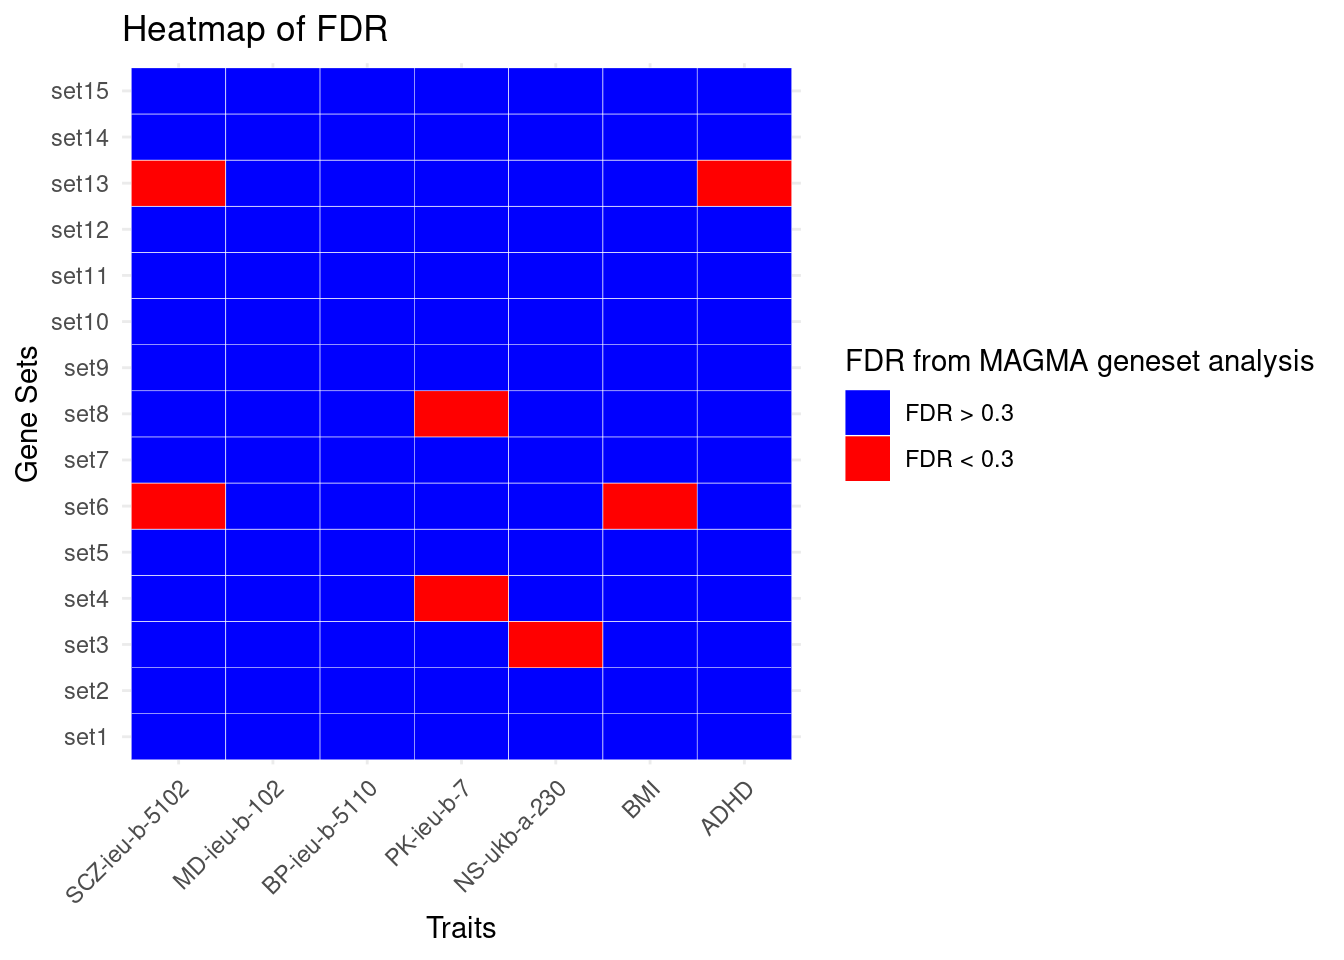 Heatmap of FDR
Gene Sets
set15
set14
set13
set12
set11
set10
set9
set8
set7
set6
set5
set4
set3
set2
set1
SCZ-ieu-b-5102
MD-ieu-b-102
BP-ieu-b-5110
PK-ieu-b-7
NS-ukb-a-230
BMI
ADHD
Traits
FDR from MAGMA geneset analysis
FDR > 0.3
FDR < 0.3